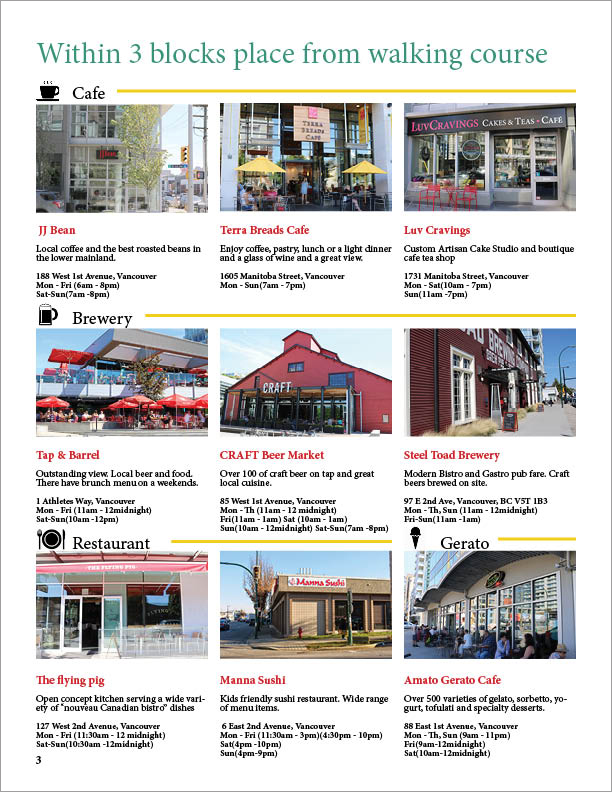 Within 3 blocks place from walking course
Cafe
JJ Bean
TERRA
BREADS
CAFE
LUVCRAVINGS CAKES & TEAS • CAFÉ
JJ Bean
Local coffee and the best roasted beans in
the lower mainland.
188 West 1st Avenue, Vancouver
Mon - Fri (6am - 8pm)
Sat-Sun(7am -8pm)
Terra Breads Cafe
Enjoy coffee, pastry, lunch or a light dinner
and a glass of wine and a great view.
1605 Manitoba Street, Vancouver
Mon - Sun(7am - 7pm)
Luv Cravings
Custom Artisan Cake Studio and boutique
cafe tea shop
1731 Manitoba Street, Vancouver
Mon - Sat(10am - 7pm)
Sun(11am -7pm)
Brewery
CRAFT
Tap & Barrel
Outstanding view. Local beer and food.
There have brunch menu on a weekends.
1 Athletes Way, Vancouver
Mon - Fri (11am - 12midnight)
Sat-Sun(10am -12pm)
CRAFT Beer Market
Over 100 of craft beer on tap and great
local cuisine.
85 West 1st Avenue, Vancouver
Mon - Th (11am - 12 midnight)
Fri(11am - 1am) Sat (10am - 1am)
Sun(10am - 12midnight) Sat-Sun(7am -8pm)
Steel Toad Brewery
Modern Bistro and Gastro pub fare. Craft
beers brewed on site.
97 E 2nd Ave, Vancouver, BC V5T 1B3
Mon - Th, Sun (11am - 12midnight)
Fri-Sun(11am -1am)
Restaurant
Gerato
THE FLYING PIG
FLYING
Manna Sushi
The flying pig
Open concept kitchen serving a wide vari-
ety of "nouveau Canadian bistro" dishes
127 West 2nd Avenue, Vancouver
Mon - Fri (11:30am - 12 midnight)
Sat-Sun(10:30am -12midnight)
Manna Sushi
Kids friendly sushi restaurant. Wide range
of menu items.
6 East 2nd Avenue, Vancouver
Mon - Fri (11:30am - 3pm)(4:30pm - 10pm)
Sat(4pm -10pm)
Sun(4pm-9pm)
Amato Gerato Cafe
Over 500 varieties of gelato, sorbetto, yo-
gurt, tofulati and specialty desserts.
88 East 1st Avenue, Vancouver
Mon - Th, Sun (9am - 11pm)
Fri(9am-12midnight)
Sat(10am-12midnight)
3